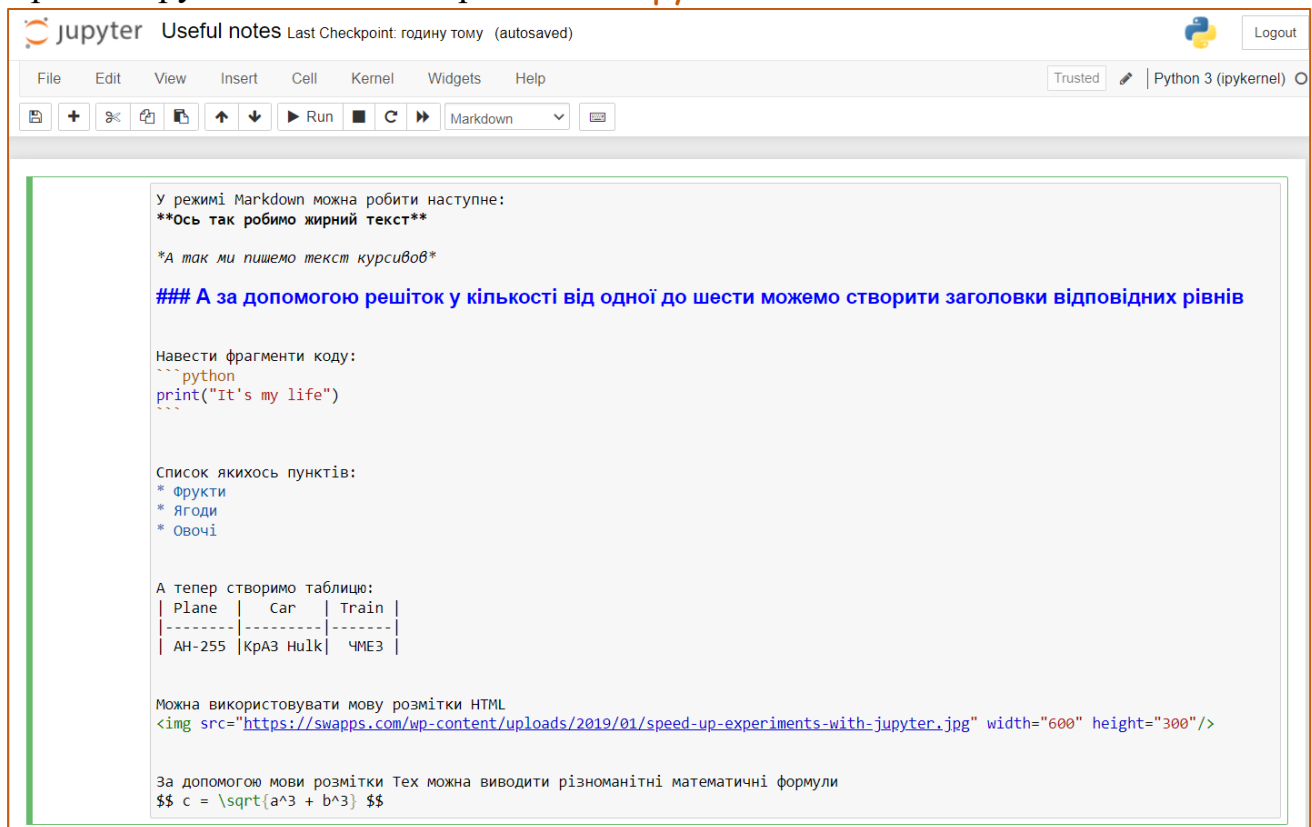 jupyter Useful notes Last Checkpoint: годину тому (autosaved) Logout
File Edit View Insert Cell Kernel Widgets Help Trusted Python 3 (ipykernel)
Run Markdown
У режимі Markdown можна робити наступне:
**Ось так робимо жирний текст**
*А так ми пишемо текст курсивов*
### А за допомогою решіток у кількості від одної до шести можемо створити заголовки відповідних рівнів
Навести фрагменти коду:
```python
print("It's my life")
```
Список якихось пунктів:
* Фрукти
* Ягоди
* Овочі
А тепер створимо таблицю:
| Plane | Car | Train |
|--------|---------|-------|
| АН-255 |КрАЗ Hulk| ЧМЕЗ |
Можна використовувати мову розмітки HTML
<img src="https://swapps.com/wp-content/uploads/2019/01/speed-up-experiments-with-jupyter.jpg" width="600" height="300"/>
За допомогою мови розмітки Tex можна виводити різноманітні математичні формули
$$ c = \sqrt{a^3 + b^3} $$